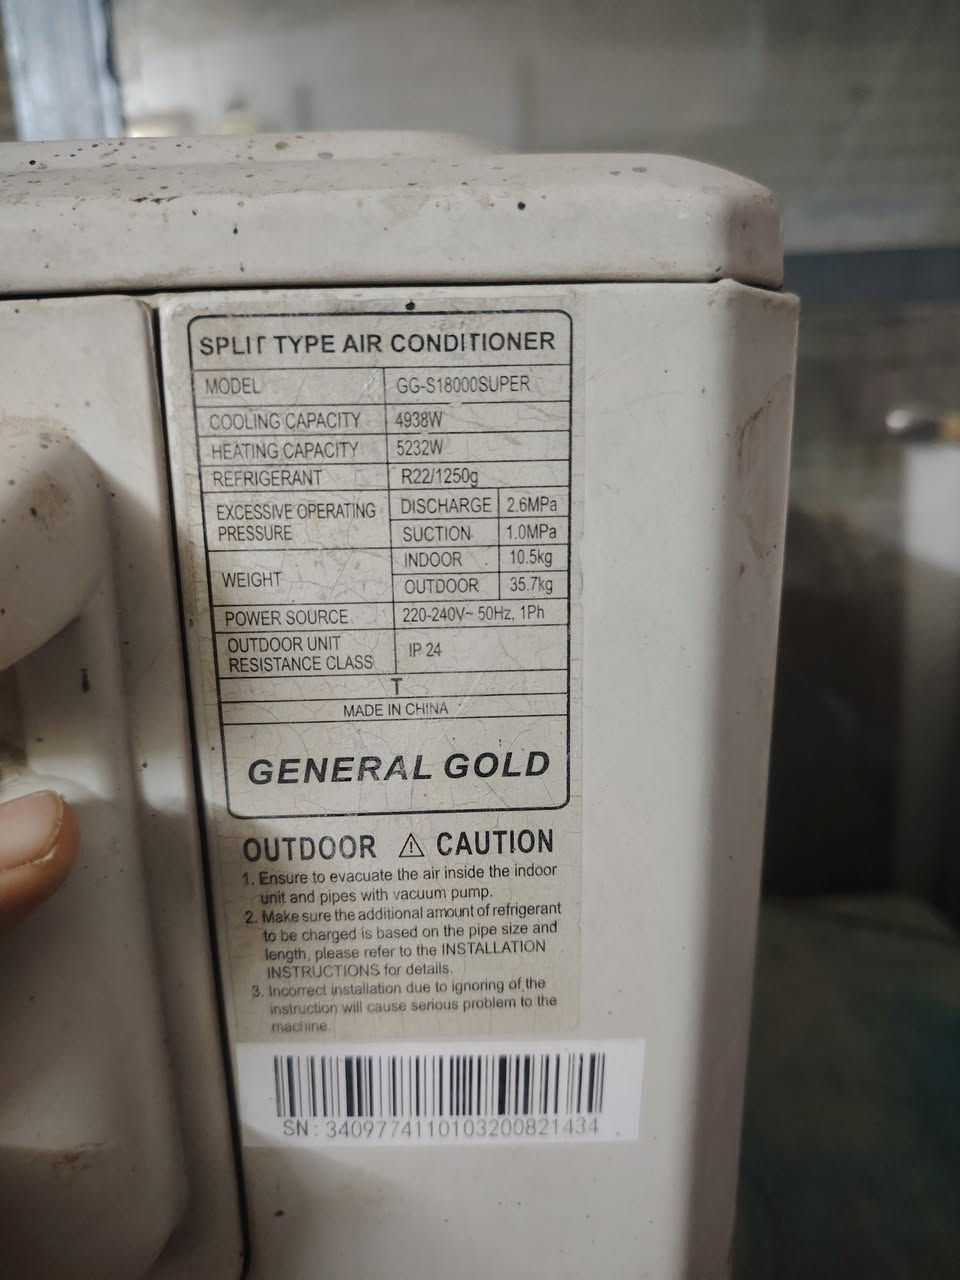 SPLIT TYPE AIR CONDITIONER
MODEL GG-S18000SUPER
COOLING CAPACITY 4938W
HEATING CAPACITY 5232W
REFRIGERANT R22/1250g
EXCESSIVE OPERATING PRESSURE DISCHARGE 2.6MPa
SUCTION 1.0MPa
WEIGHT INDOOR 10.5kg
OUTDOOR 35.7kg
POWER SOURCE 220-240V~ 50Hz, 1Ph
OUTDOOR UNIT
RESISTANCE CLASS IP 24
T
MADE IN CHINA
GENERAL GOLD
OUTDOOR ⚠ CAUTION
1. Ensure to evacuate the air inside the indoor
unit and pipes with vacuum pump.
2. Make sure the additional amount of refrigerant
to be charged is based on the pipe size and
length, please refer to the INSTALLATION
INSTRUCTIONS for details.
3. Incorrect installation due to ignoring of the
instruction will cause serious problem to the
machine.
SN: 3409774110103200821434